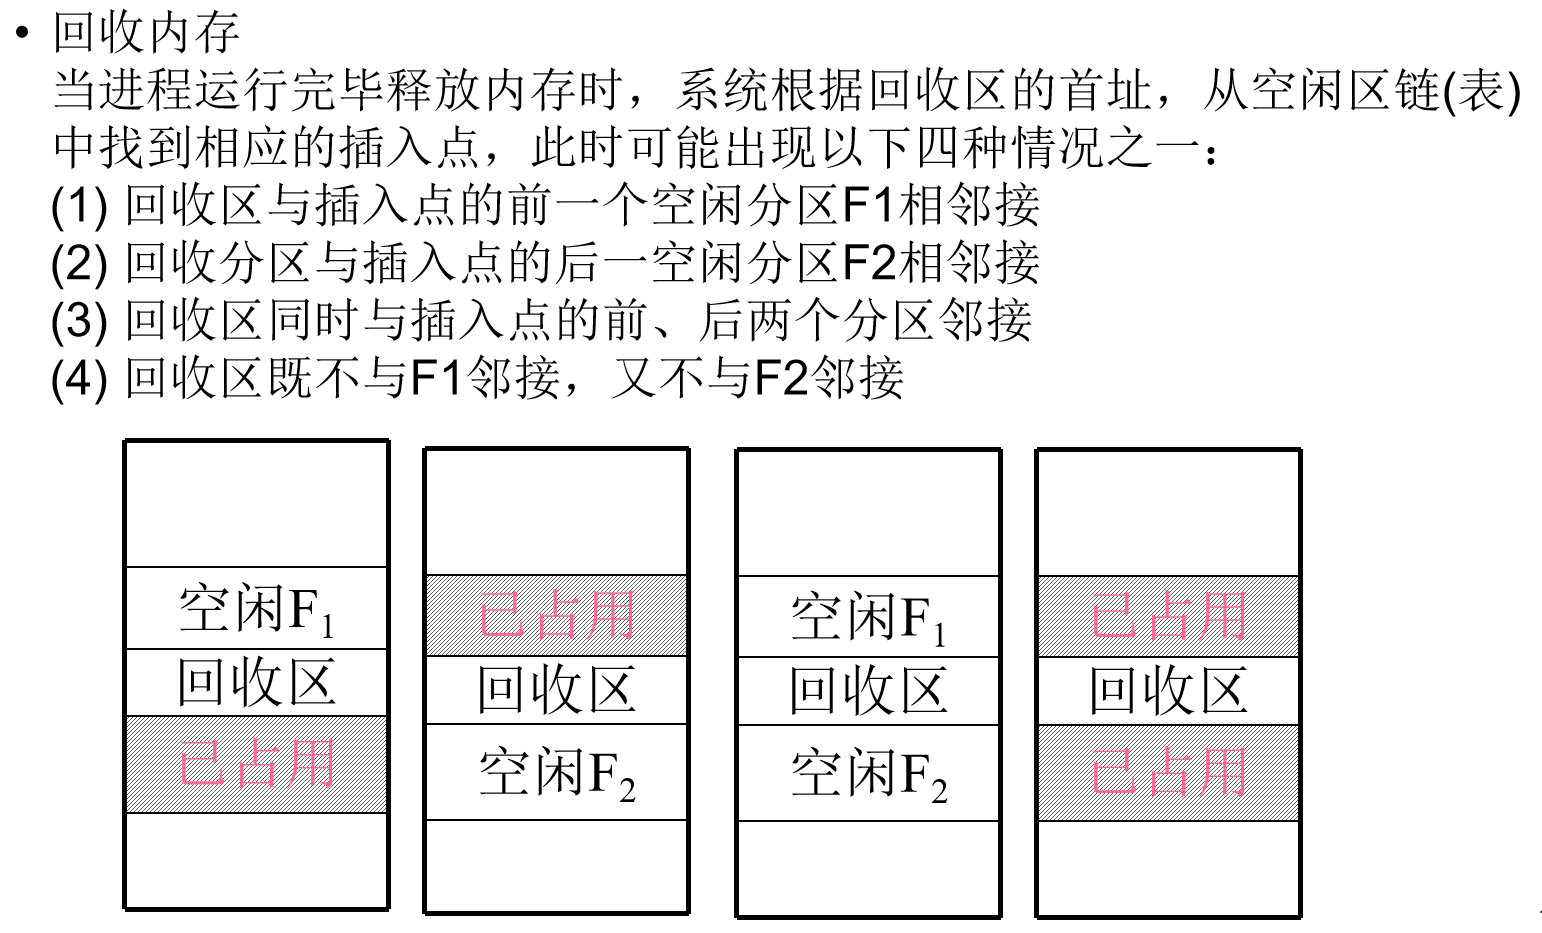 • 回收内存
当进程运行完毕释放内存时，系统根据回收区的首址，从空闲区链(表)
中找到相应的插入点，此时可能出现以下四种情况之一：
(1) 回收区与插入点的前一个空闲分区F1相邻接
(2) 回收分区与插入点的后一空闲分区F2相邻接
(3) 回收区同时与插入点的前、后两个分区邻接
(4) 回收区既不与F1邻接，又不与F2邻接
空闲F1
回收区
已占用
已占用
回收区
空闲F2
空闲F1
回收区
空闲F2
已占用
回收区
已占用